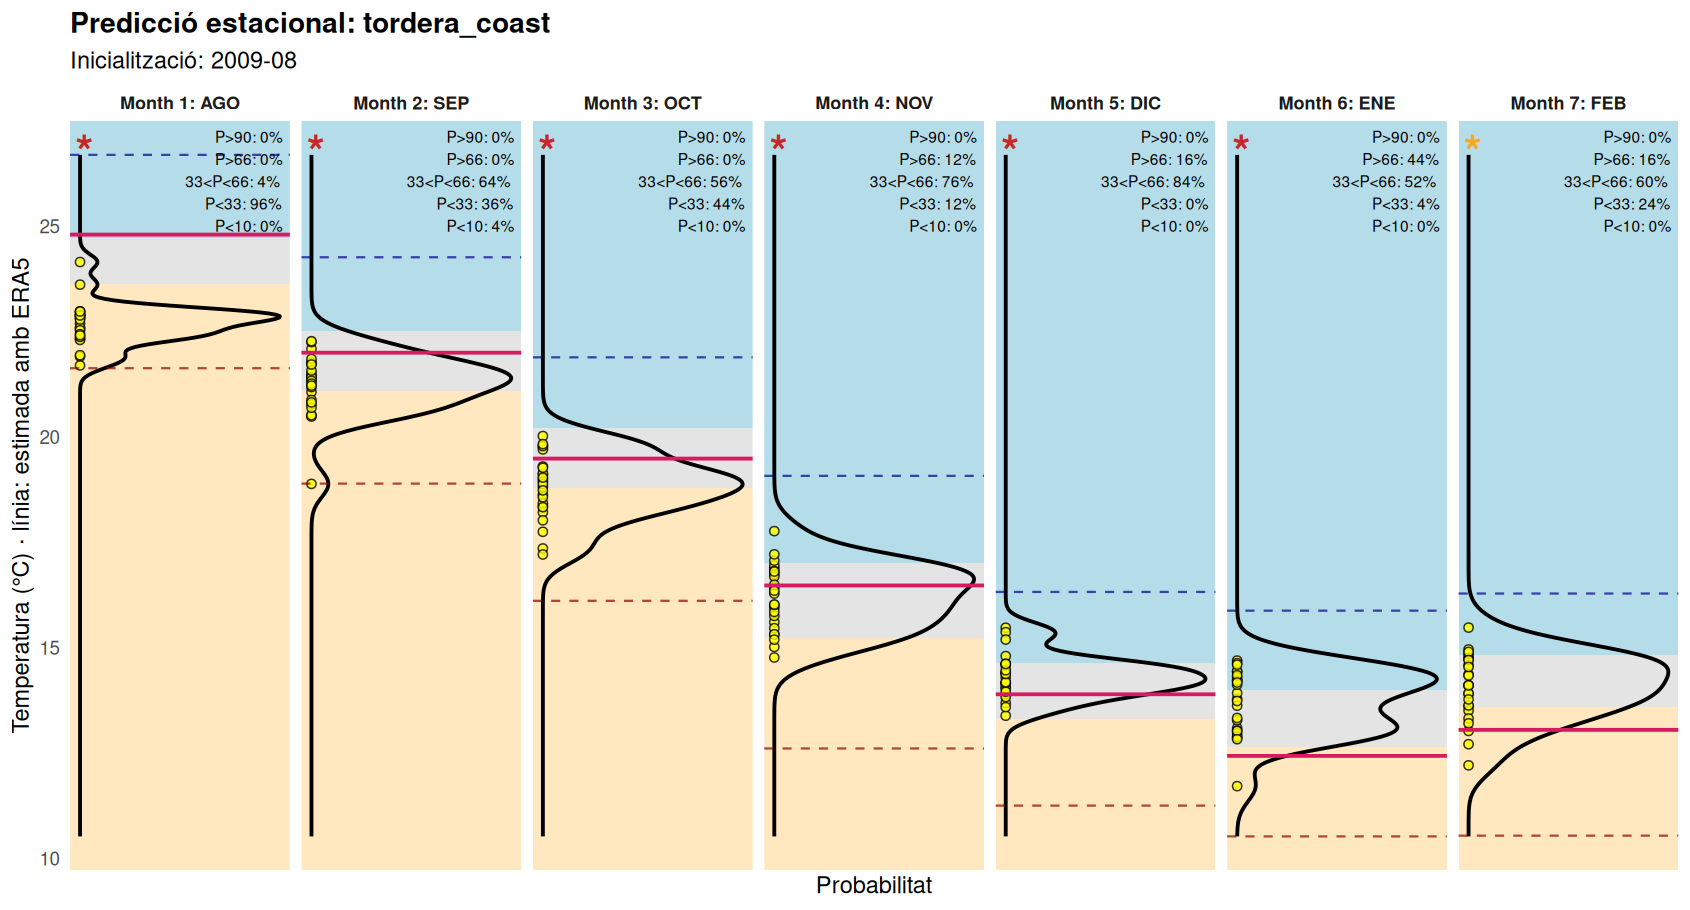 Predicció estacional: tordera_coast
Inicialització: 2009-08
Month 1: AGO
Month 2: SEP
Month 3: OCT
Month 4: NOV
Month 5: DIC
Month 6: ENE
Month 7: FEB
*
P>90: 0%
P>66: 0%
33<P<66: 4%
P<33: 96%
P<10: 0%
*
P>90: 0%
P>66: 0%
33<P<66: 64%
P<33: 36%
P<10: 4%
*
P>90: 0%
P>66: 0%
33<P<66: 56%
P<33: 44%
P<10: 0%
*
P>90: 0%
P>66: 12%
33<P<66: 76%
P<33: 12%
P<10: 0%
*
P>90: 0%
P>66: 16%
33<P<66: 84%
P<33: 0%
P<10: 0%
*
P>90: 0%
P>66: 44%
33<P<66: 52%
P<33: 4%
P<10: 0%
*
P>90: 0%
P>66: 16%
33<P<66: 60%
P<33: 24%
P<10: 0%
25
20
15
10
Temperatura (°C) · línia: estimada amb ERA5
Probabilitat